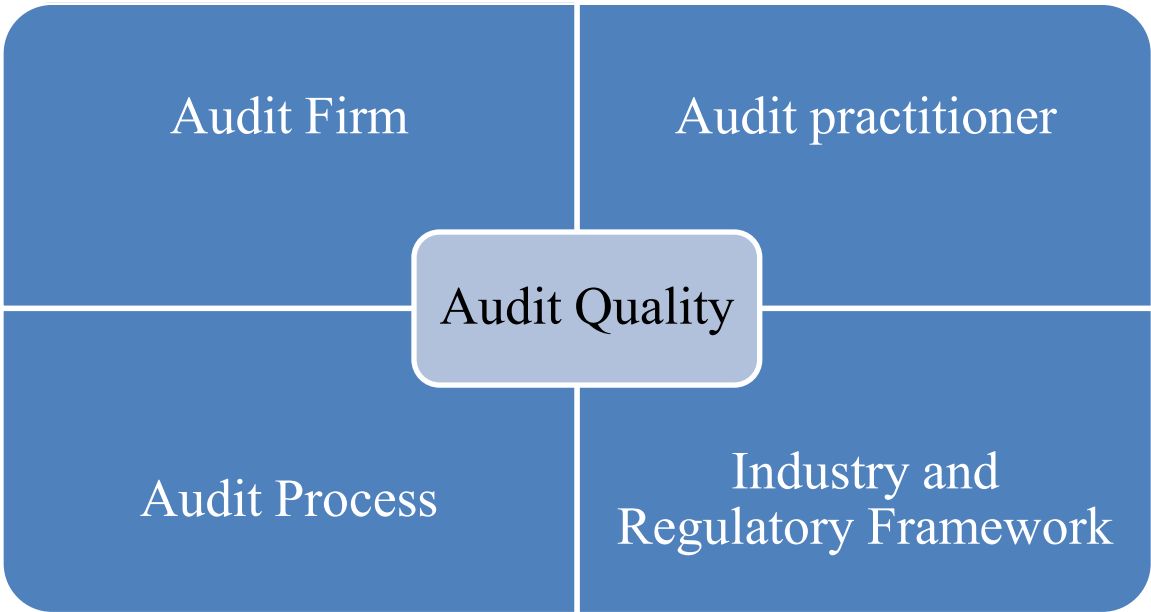 Audit Firm
Audit practitioner
Audit Quality
Audit Process
Industry and
Regulatory Framework